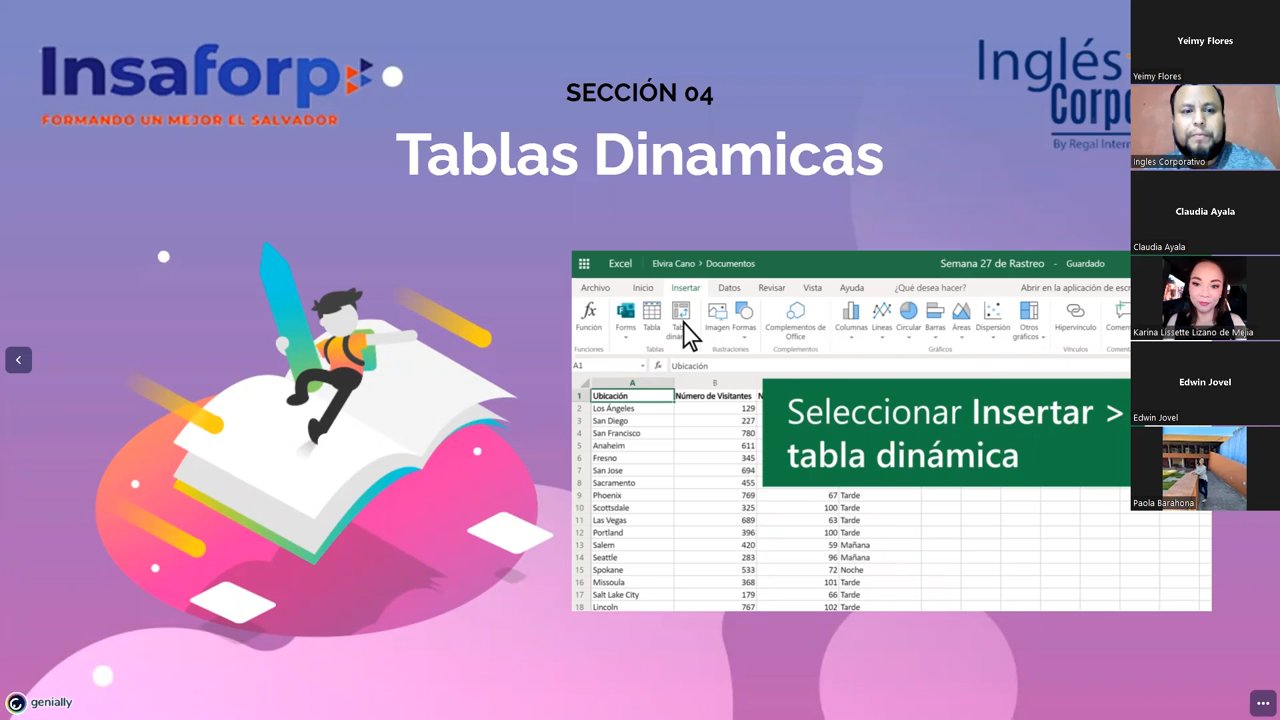 Insaforp
FORMANDO UN MEJOR EL SALVADOR
SECCIÓN 04
Tablas Dinamicas
Inglés
Corpo
By Regal Intern
Excel
Elvira Cano > Documentos
Semana 27 de Rastreo - Guardado
Archivo Inicio Insertar Datos Revisar Vista Ayuda ¿Qué desea hacer? Abrir en la aplicación de escr
fx
Función Forms Tabla Imagen Formas Complementos de Office Columnas Líneas Circular Barras Áreas Dispersión Otros gráficos Hipervínculo
Funciones Tablas Ilustraciones Complementos Gráficos Vínculos
A1 fx Ubicación
A B
1 Ubicación Número de Visitantes N
2 Los Ángeles 129
3 San Diego 227
4 San Francisco 780
5 Anaheim 611
6 Fresno 345
7 San Jose 694
8 Sacramento 455
9 Phoenix 769 67 Tarde
10 Scottsdale 325 100 Tarde
11 Las Vegas 689 63 Tarde
12 Portland 396 100 Tarde
13 Salem 420 59 Mañana
14 Seattle 283 96 Mañana
15 Spokane 533 72 Noche
16 Missoula 368 101 Tarde
17 Salt Lake City 179 66 Tarde
18 Lincoln 767 102 Tarde
Seleccionar Insertar >
tabla dinámica
Yeimy Flores
Yeimy Flores
Ingles Corporativo
Claudia Ayala
Claudia Ayala
Karina Lissette Lizano de Mejia
Edwin Jovel
Edwin Jovel
Paola Barahona
genially